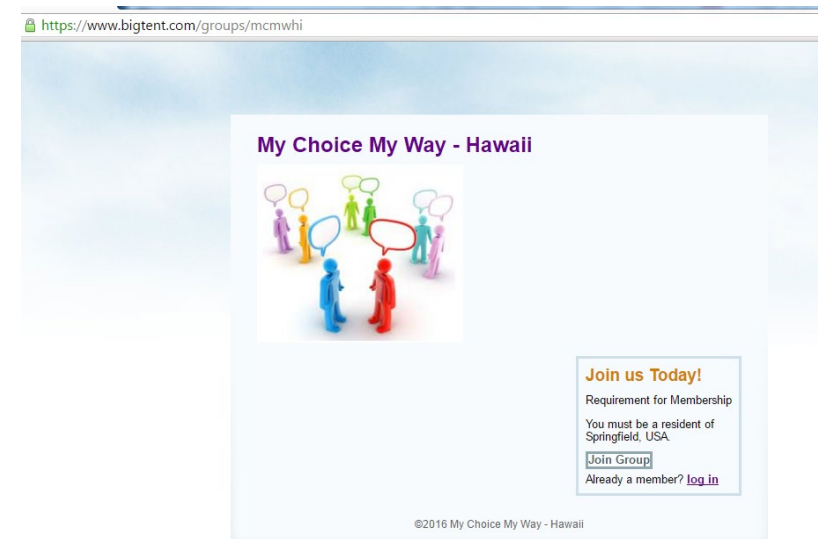 https://www.bigtent.com/groups/mcmwhi
My Choice My Way - Hawaii
Join us Today!
Requirement for Membership
You must be a resident of
Springfield, USA.
Join Group
Already a member? log in
©2016 My Choice My Way - Hawaii